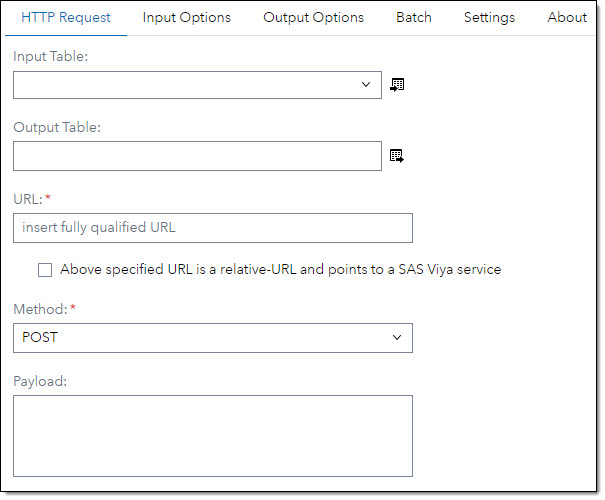 HTTP Request Input Options Output Options Batch Settings About
Input Table:
Output Table:
URL: *
insert fully qualified URL
Above specified URL is a relative-URL and points to a SAS Viya service
Method: *
POST
Payload: